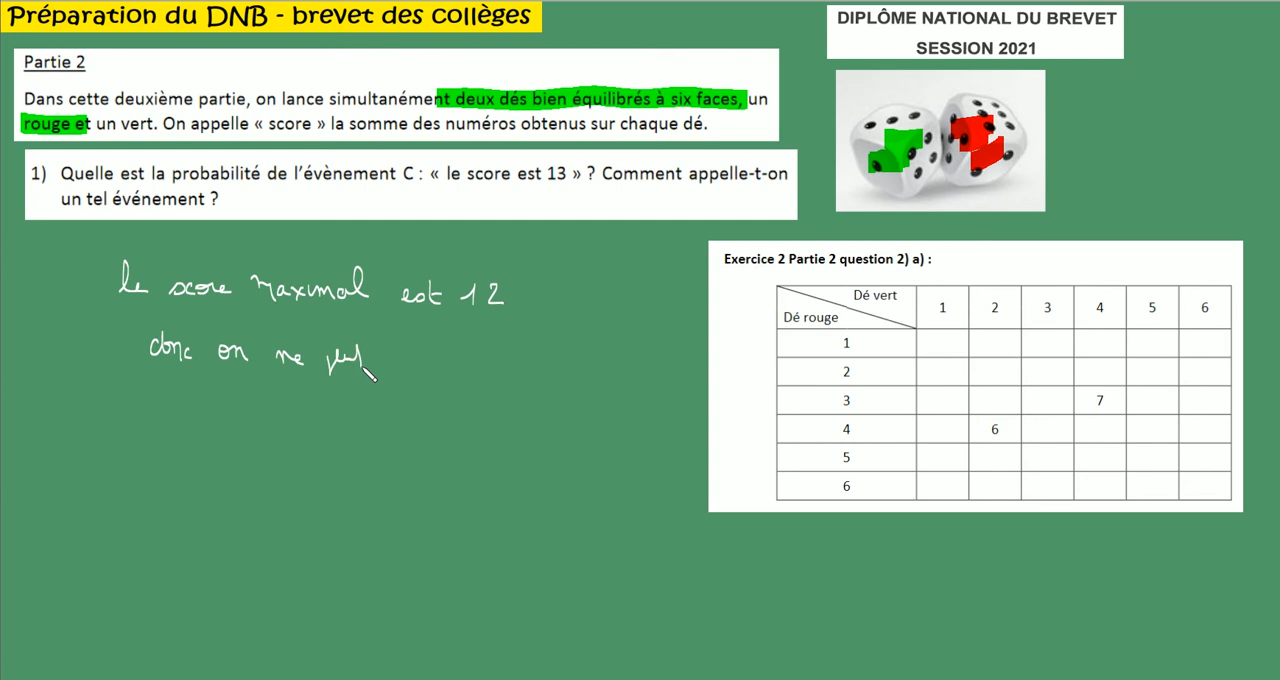 Préparation du DNB - brevet des collèges
DIPLÔME NATIONAL DU BREVET
SESSION 2021
Partie 2
Dans cette deuxième partie, on lance simultanément deux dés bien équilibrés à six faces, un
rouge et un vert. On appelle « score » la somme des numéros obtenus sur chaque dé.
1) Quelle est la probabilité de l'évènement C : « le score est 13 » ? Comment appelle-t-on
un tel événement ?
le score maximal est 12
donc on ne peut
Exercice 2 Partie 2 question 2) a) :
Dé vert
Dé rouge
1 2 3 4 5 6
1
2
3 7
4 6
5
6